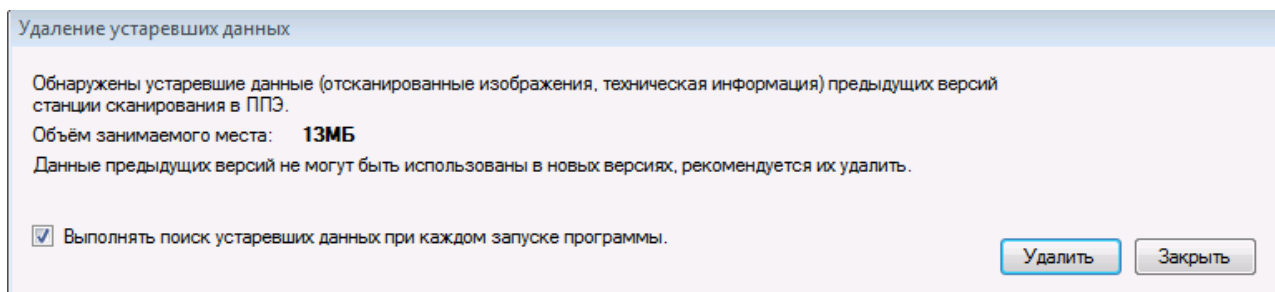 Удаление устаревших данных
Обнаружены устаревшие данные (отсканированные изображения, техническая информация) предыдущих версий
станции сканирования в ППЭ.
Объём занимаемого места: 13МБ
Данные предыдущих версий не могут быть использованы в новых версиях, рекомендуется их удалить.
Выполнять поиск устаревших данных при каждом запуске программы.
Удалить Закрыть